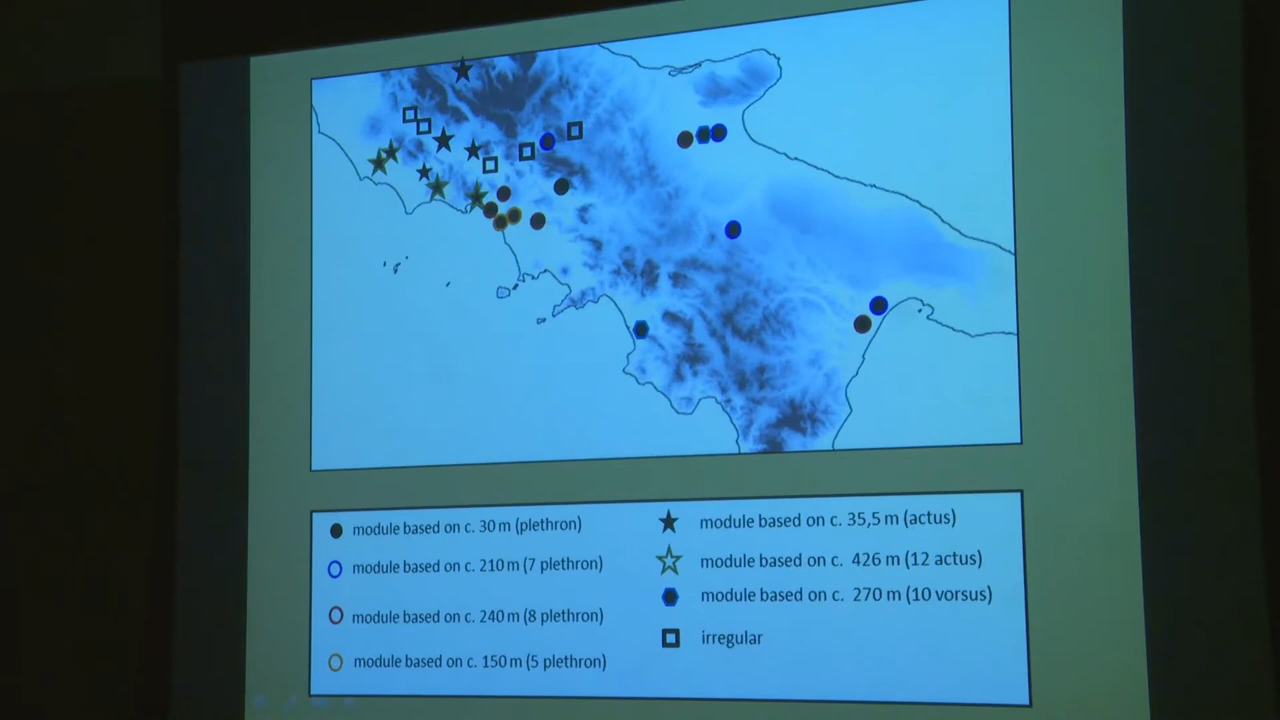 module based on c. 30 m (plethron)
module based on c. 210 m (7 plethron)
module based on c. 240 m (8 plethron)
module based on c. 150 m (5 plethron)
module based on c. 35,5 m (actus)
module based on c. 426 m (12 actus)
module based on c. 270 m (10 vorsus)
irregular